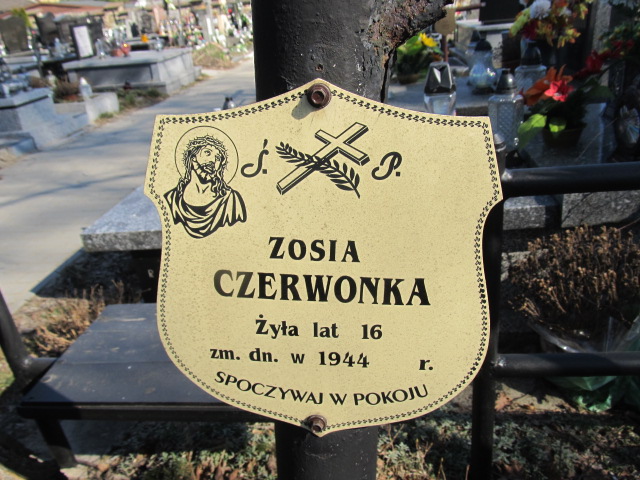 Ś. P.
ZOSIA
CZERWONKA
Żyła lat 16
zm. dn. w 1944 r.
SPOCZYWAJ W POKOJU